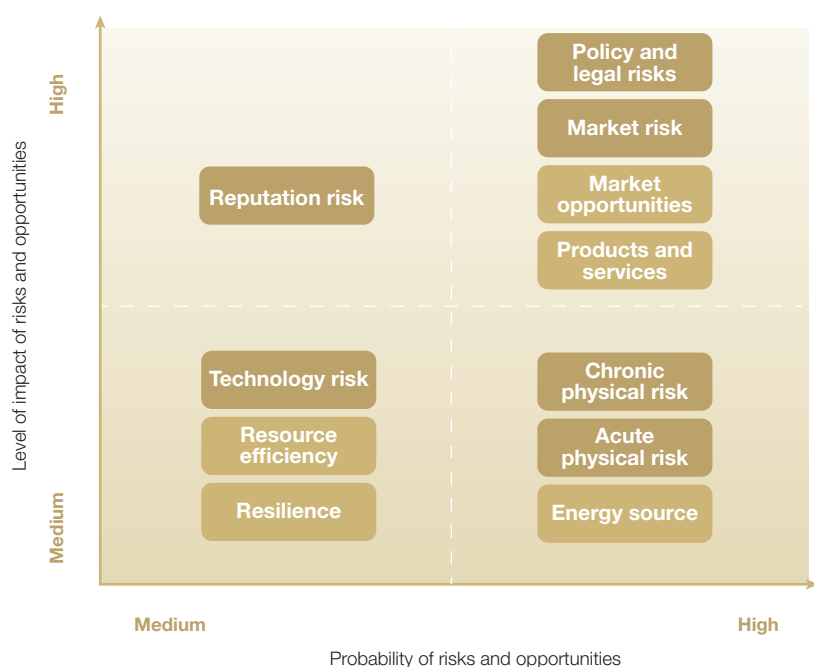 Level of impact of risks and opportunities
High
Medium
Policy and
legal risks
Market risk
Reputation risk
Market
opportunities
Products and
services
Technology risk
Resource
efficiency
Resilience
Chronic
physical risk
Acute
physical risk
Energy source
Medium
High
Probability of risks and opportunities